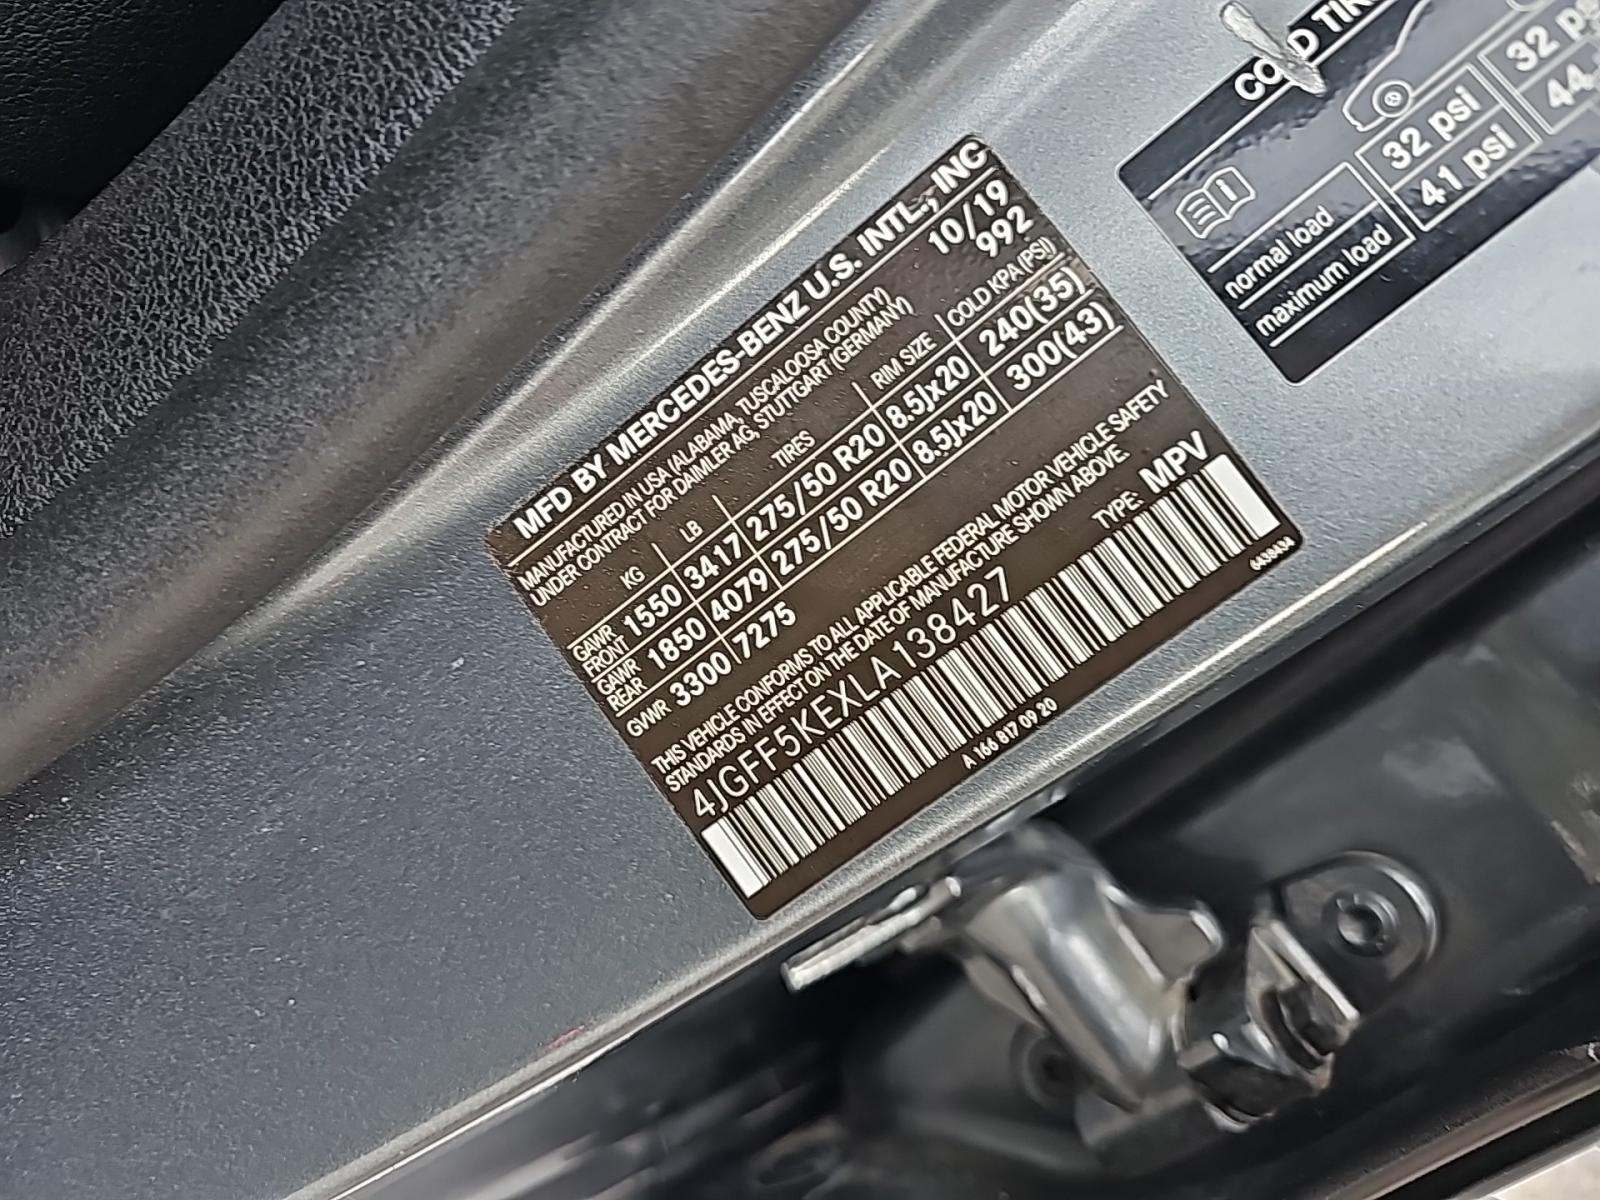 MFD BY MERCEDES-BENZ U.S. INTL., INC
MANUFACTURED IN USA (ALABAMA, TUSCALOOSA COUNTY) 10/19
UNDER CONTRACT FOR DAIMLER AG, STUTTGART (GERMANY) 992
KG LB TIRES RIM SIZE COLD KPA (PSI)
GAWR FRONT 1550 3417 275/50 R20 8.5Jx20 240(35)
GAWR REAR 1850 4079 275/50 R20 8.5Jx20 300(43)
GVWR 3300 7275
THIS VEHICLE CONFORMS TO ALL APPLICABLE FEDERAL MOTOR VEHICLE SAFETY
STANDARDS IN EFFECT ON THE DATE OF MANUFACTURE SHOWN ABOVE.
4JGFF5KEXLA138427 TYPE: MPV
A 166 817 09 20
COLD
normal load 32 psi 32
maximum load 41 psi 44